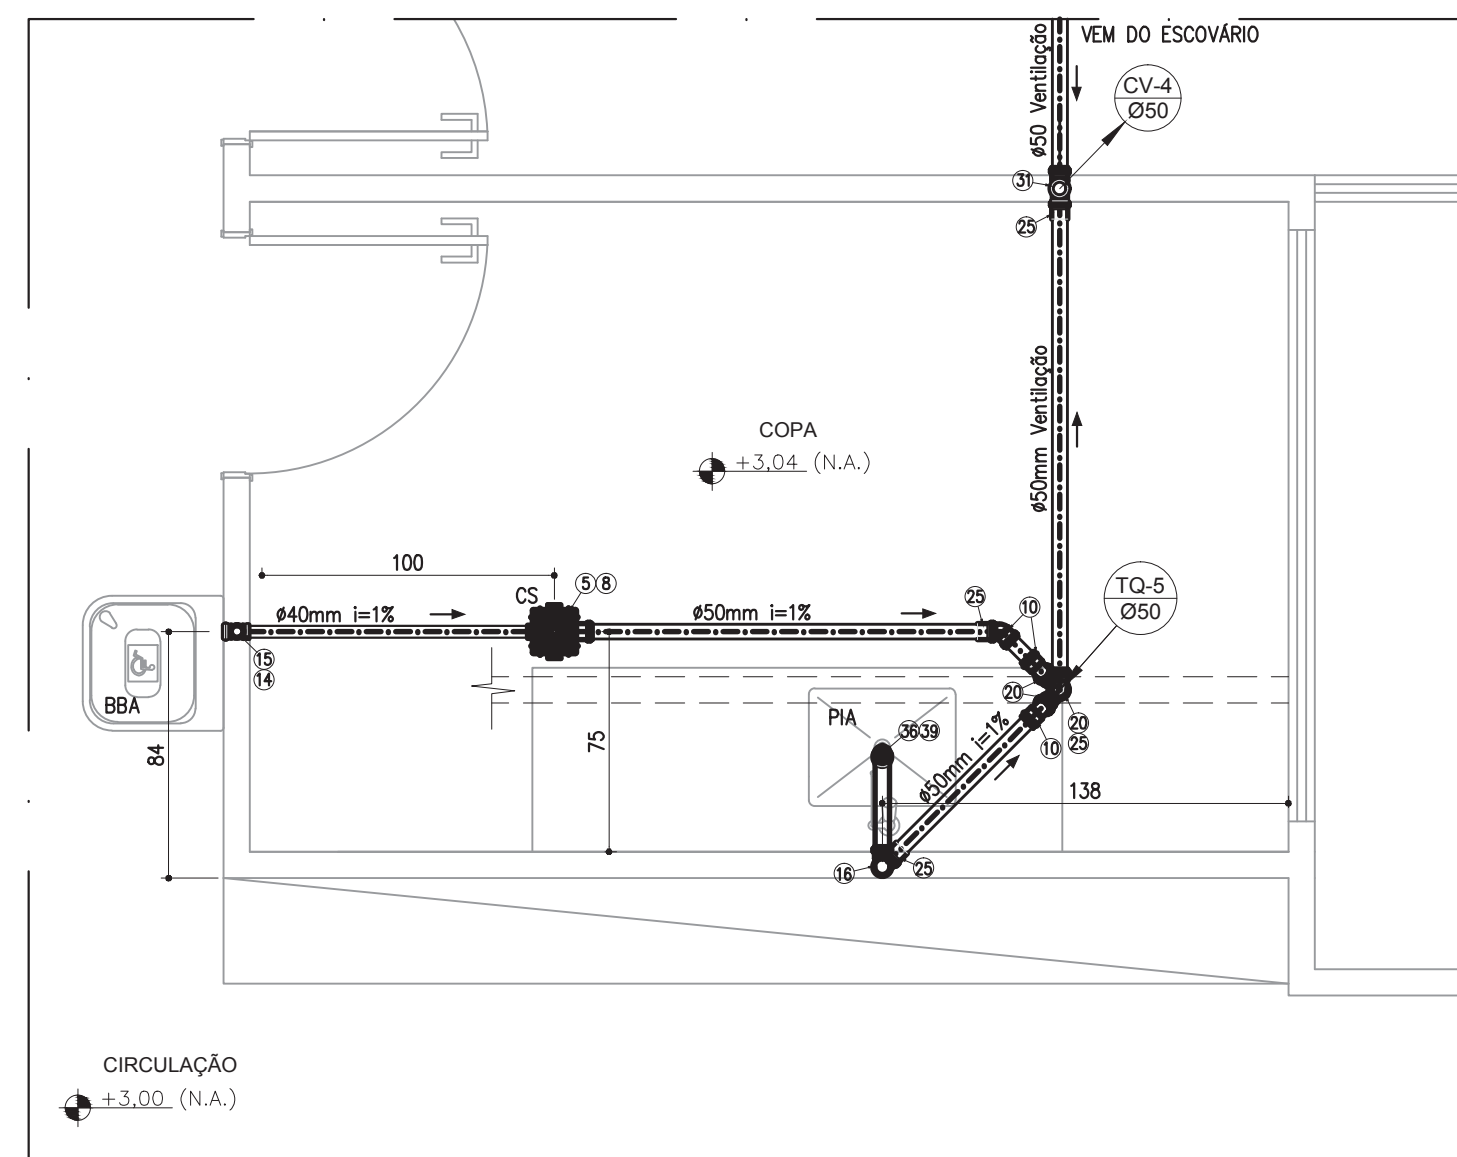 VEM DO ESCOVÁRIO
ø50 Ventilação
CV-4
Ø50
31
25
ø50mm Ventilação
COPA
+3,04 (N.A.)
100
CS
5 8
ø40mm i=1%
ø50mm i=1%
25
10
TQ-5
Ø50
15
14
BBA
20
PIA
36 39
20
25
10
ø50mm i=1%
84
75
138
16
25
CIRCULAÇÃO
+3,00 (N.A.)